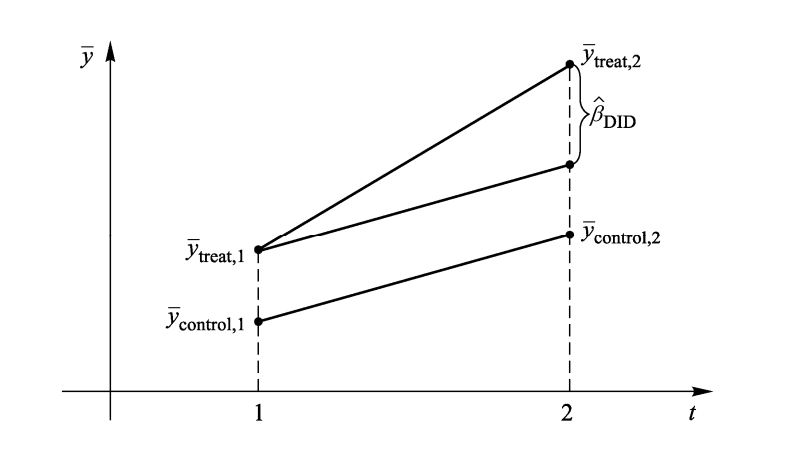 ȳ
ȳtreat,2
β̂DID
ȳtreat,1
ȳcontrol,2
ȳcontrol,1
1
2
t